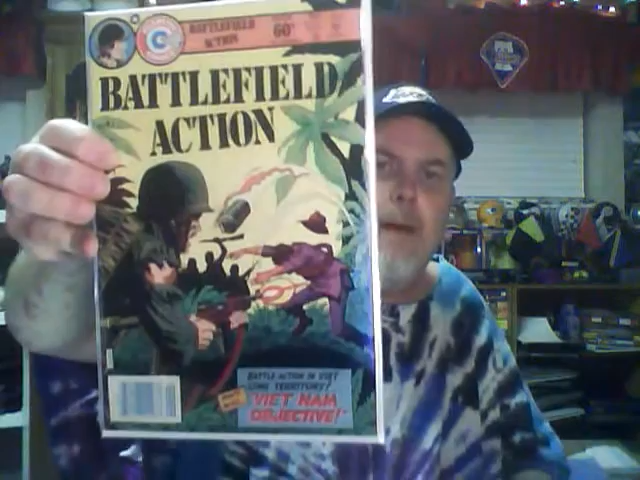 BATTLEFIELD
ACTION
60¢
BATTLEFIELD
ACTION
BATTLE ACTION IN VIET
CONG TERRITORY!
"VIET NAM
OBJECTIVE!"